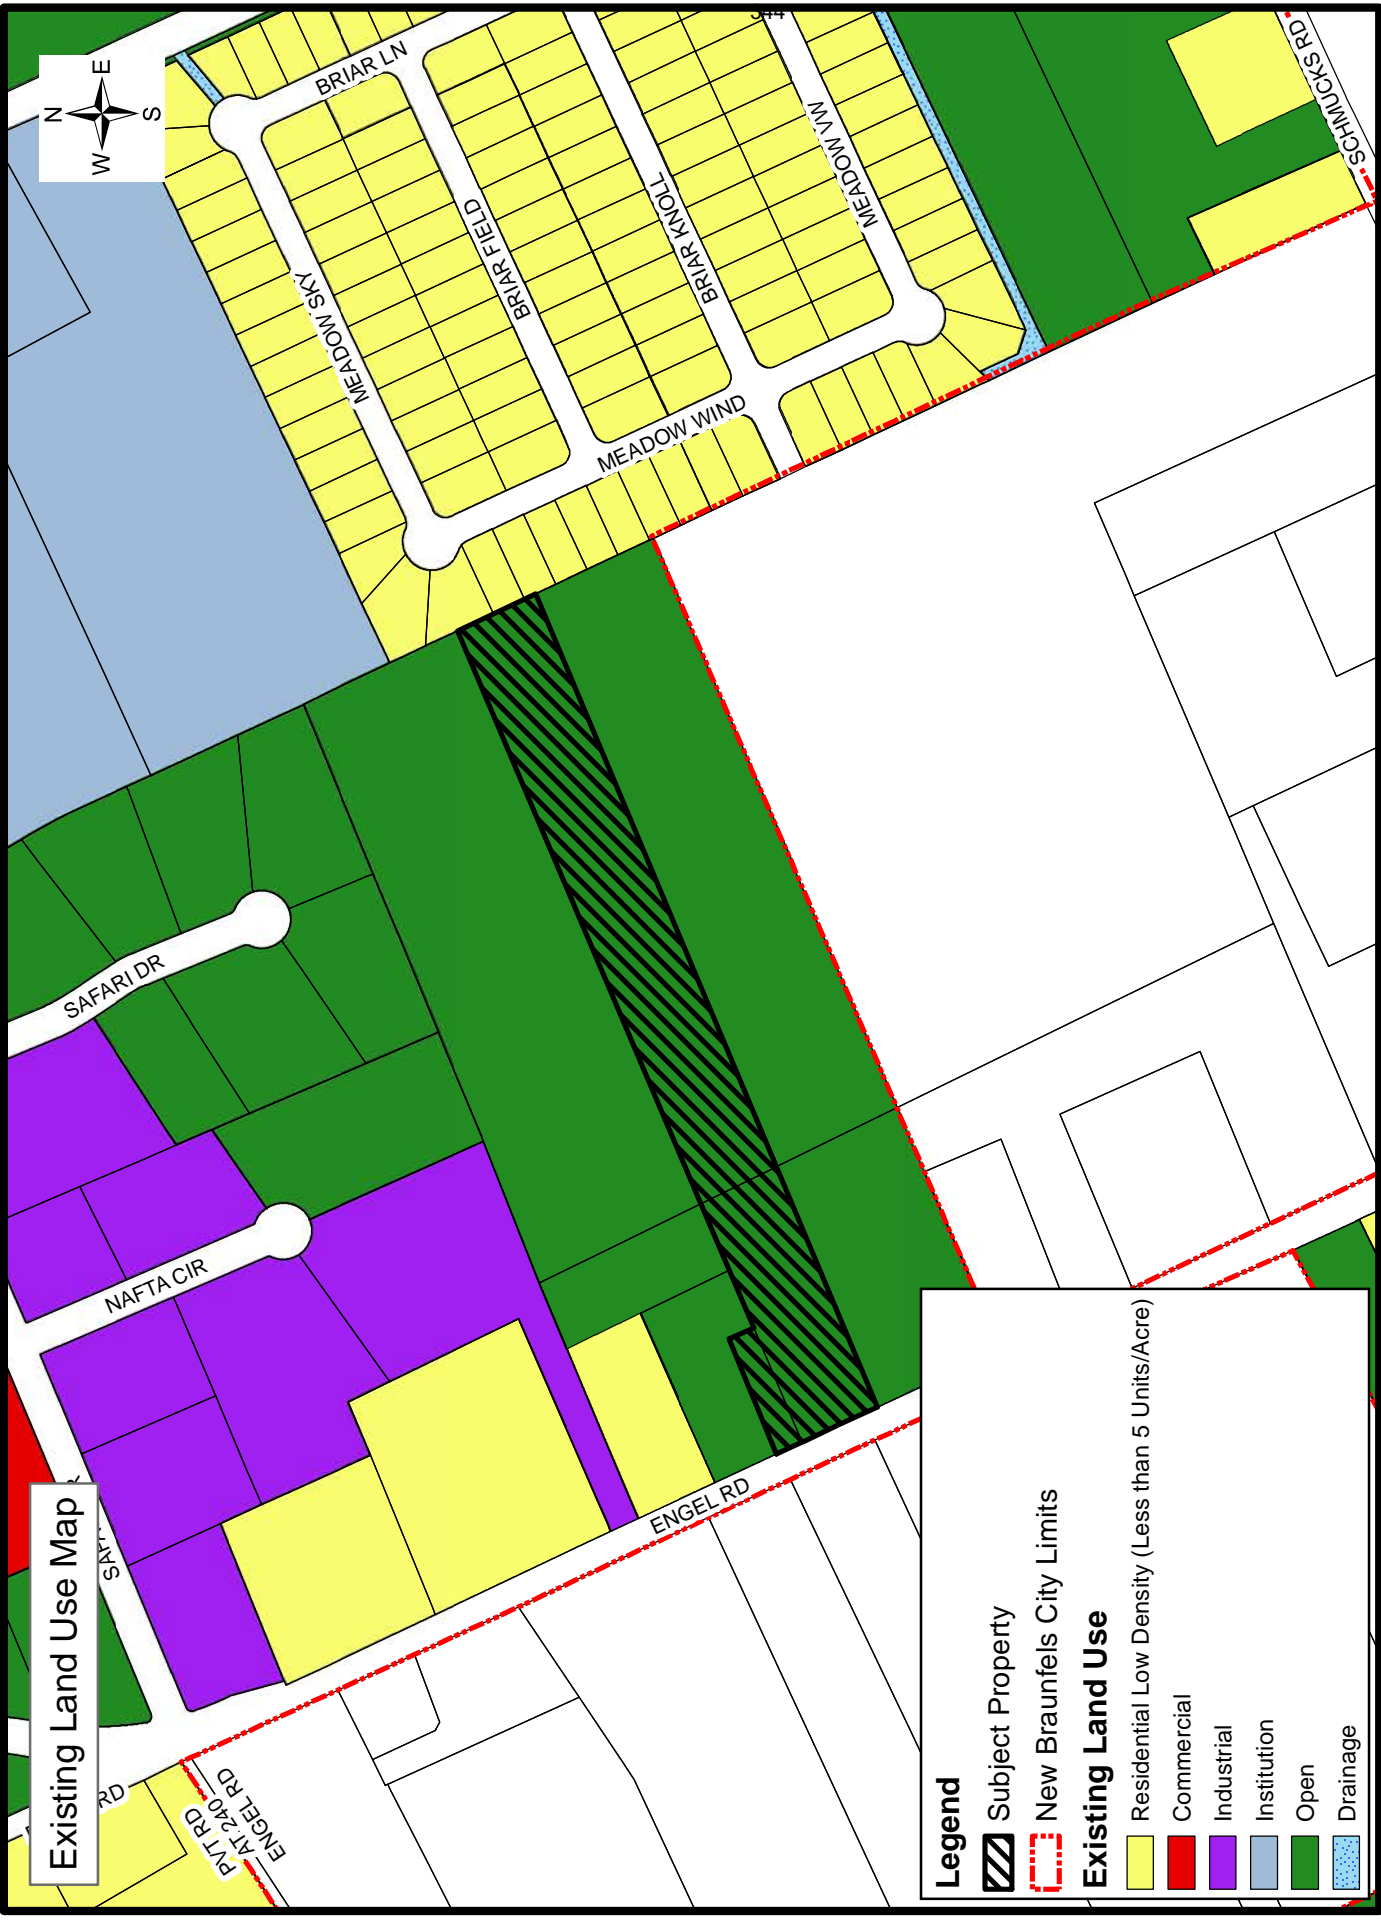 Existing Land Use Map
N
W
E
S
BRIAR LN
MEADOW SKY
BRIAR FIELD
BRIAR KNOLL
MEADOW VW
MEADOW WIND
SCHMUCKS RD
SAFARI DR
NAFTA CIR
ENGEL RD
RD
PVT RD
AT 240
ENGEL RD
Legend
Subject Property
New Braunfels City Limits
Existing Land Use
Residential Low Density (Less than 5 Units/Acre)
Commercial
Industrial
Institution
Open
Drainage